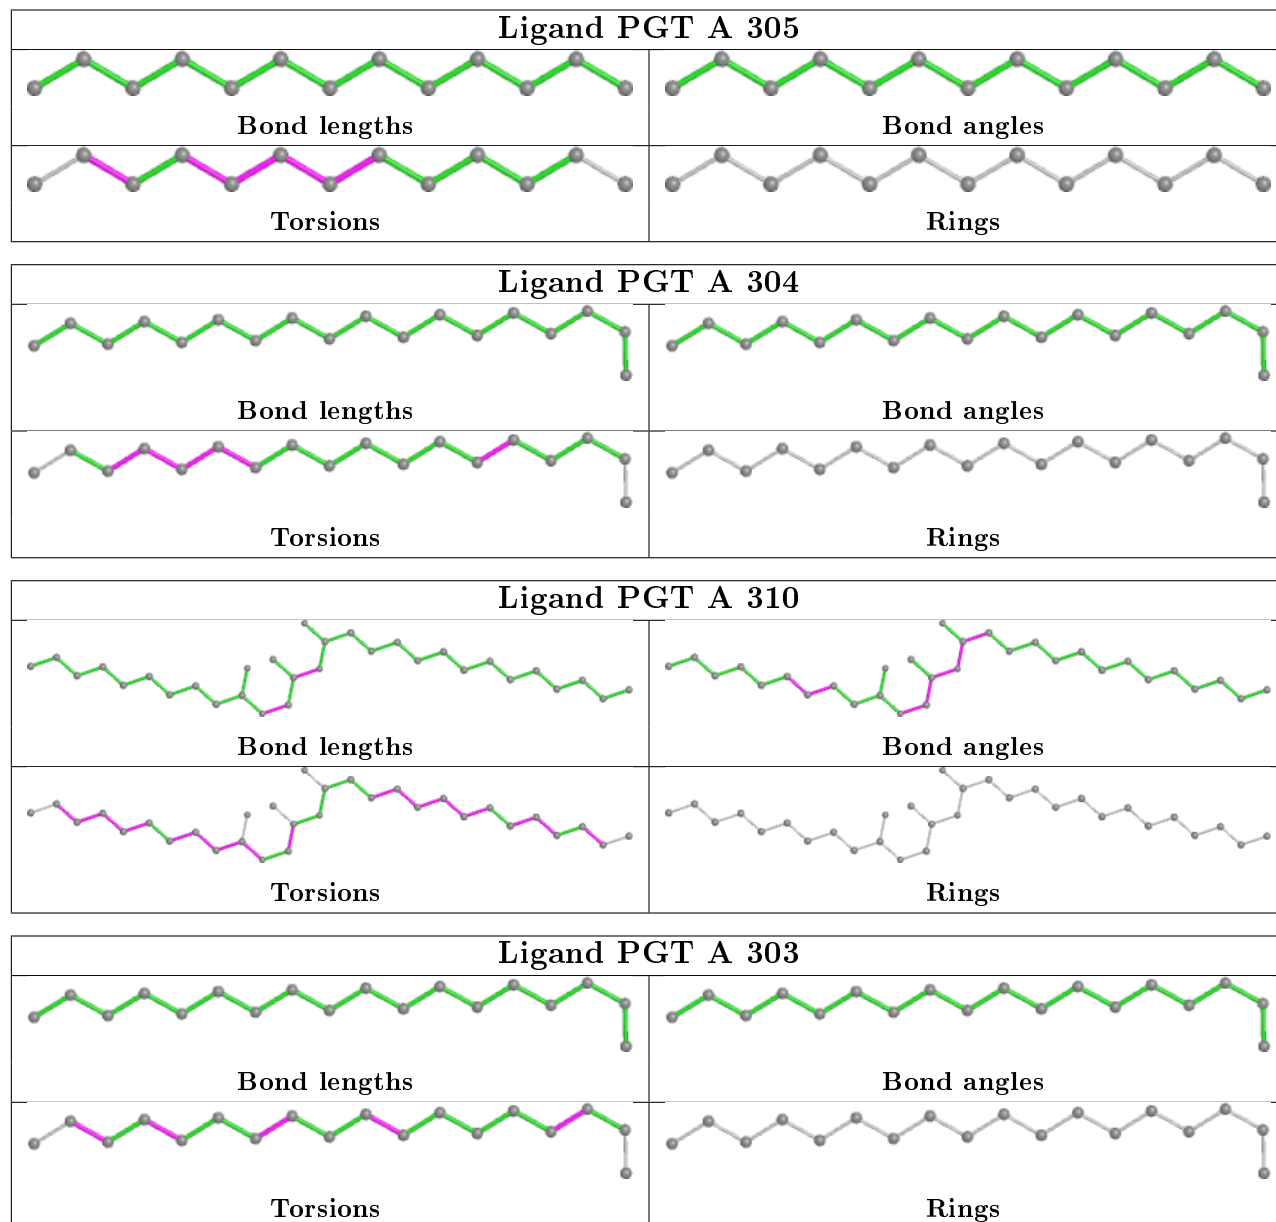 Ligand PGT A 305
Bond lengths
Bond angles
Torsions
Rings
Ligand PGT A 304
Bond lengths
Bond angles
Torsions
Rings
Ligand PGT A 310
Bond lengths
Bond angles
Torsions
Rings
Ligand PGT A 303
Bond lengths
Bond angles
Torsions
Rings